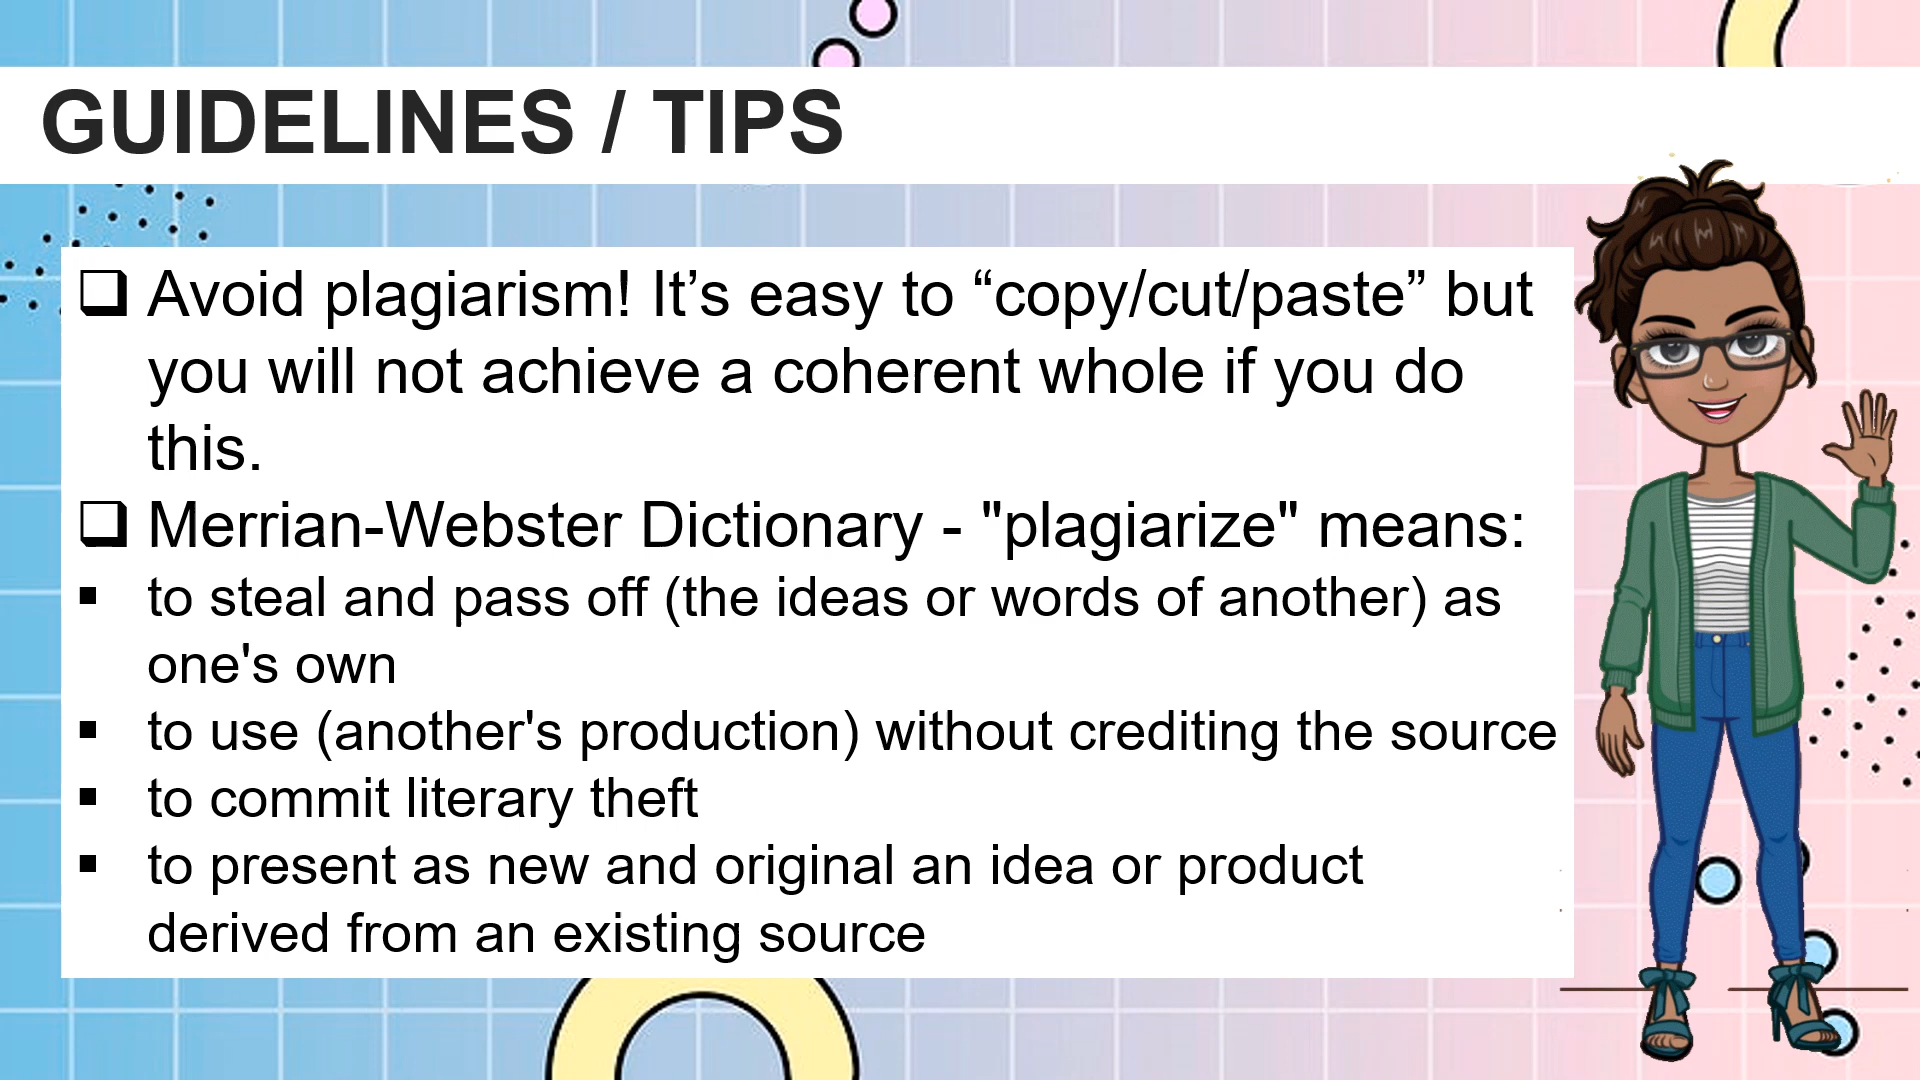 GUIDELINES / TIPS
❑ Avoid plagiarism! It’s easy to “copy/cut/paste” but
you will not achieve a coherent whole if you do
this.
❑ Merrian-Webster Dictionary - "plagiarize" means:
▪ to steal and pass off (the ideas or words of another) as
one's own
▪ to use (another's production) without crediting the source
▪ to commit literary theft
▪ to present as new and original an idea or product
derived from an existing source